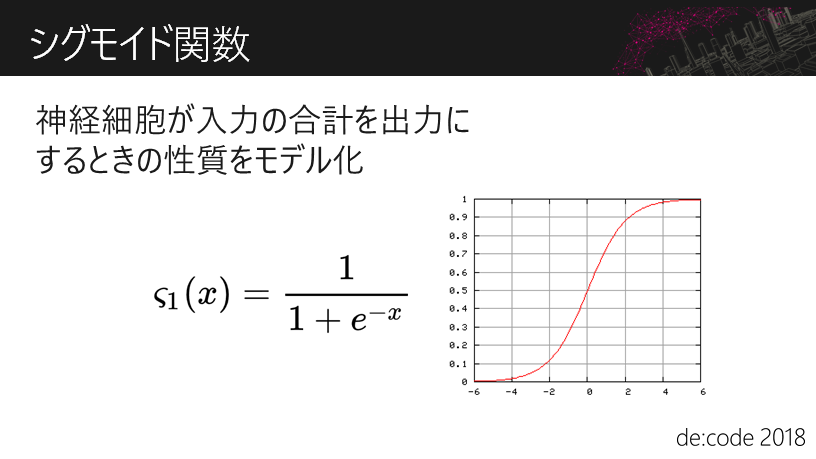 シグモイド関数
神経細胞が入力の合計を出力に
するときの性質をモデル化
ς₁(x) = 1 / (1 + e⁻ˣ)
1
0.9
0.8
0.7
0.6
0.5
0.4
0.3
0.2
0.1
0
-6 -4 -2 0 2 4 6
de:code 2018